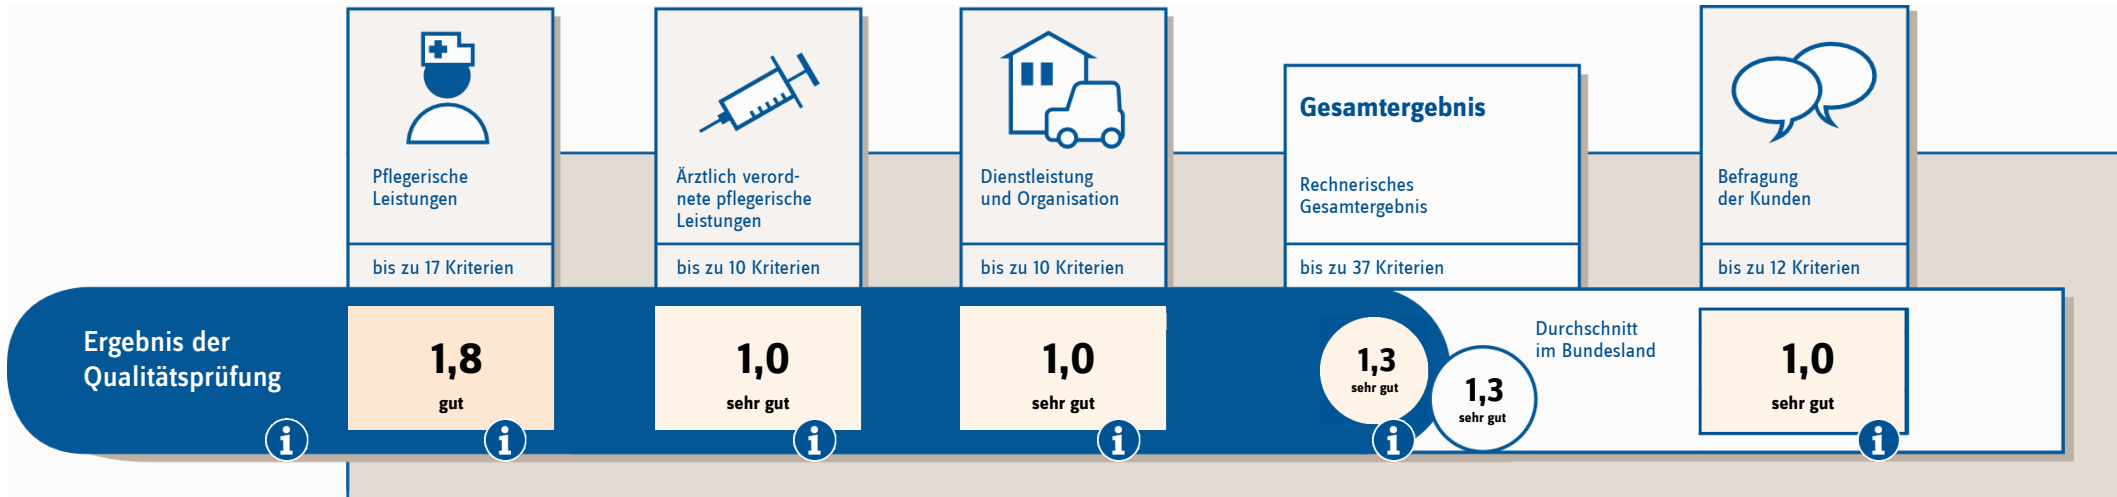 Pflegerische
Leistungen
bis zu 17 Kriterien
Ärztlich verord-
nete pflegerische
Leistungen
bis zu 10 Kriterien
Dienstleistung
und Organisation
bis zu 10 Kriterien
Gesamtergebnis
Rechnerisches
Gesamtergebnis
bis zu 37 Kriterien
Befragung
der Kunden
bis zu 12 Kriterien
Ergebnis der
Qualitätsprüfung
i
1,8
gut
i
1,0
sehr gut
i
1,0
sehr gut
i
1,3
sehr gut
i
1,3
sehr gut
Durchschnitt
im Bundesland
1,0
sehr gut
i